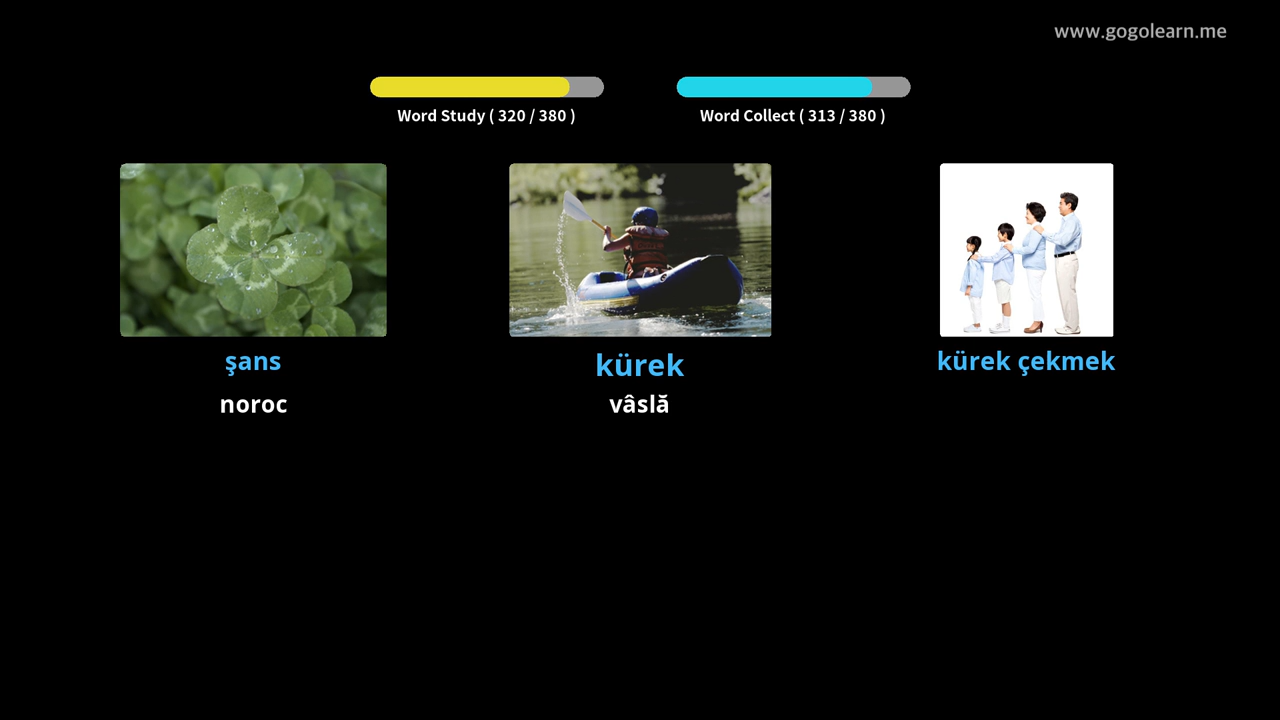 www.gogolearn.me
Word Study ( 320 / 380 )
Word Collect ( 313 / 380 )
şans
kürek
kürek çekmek
noroc
vâslă